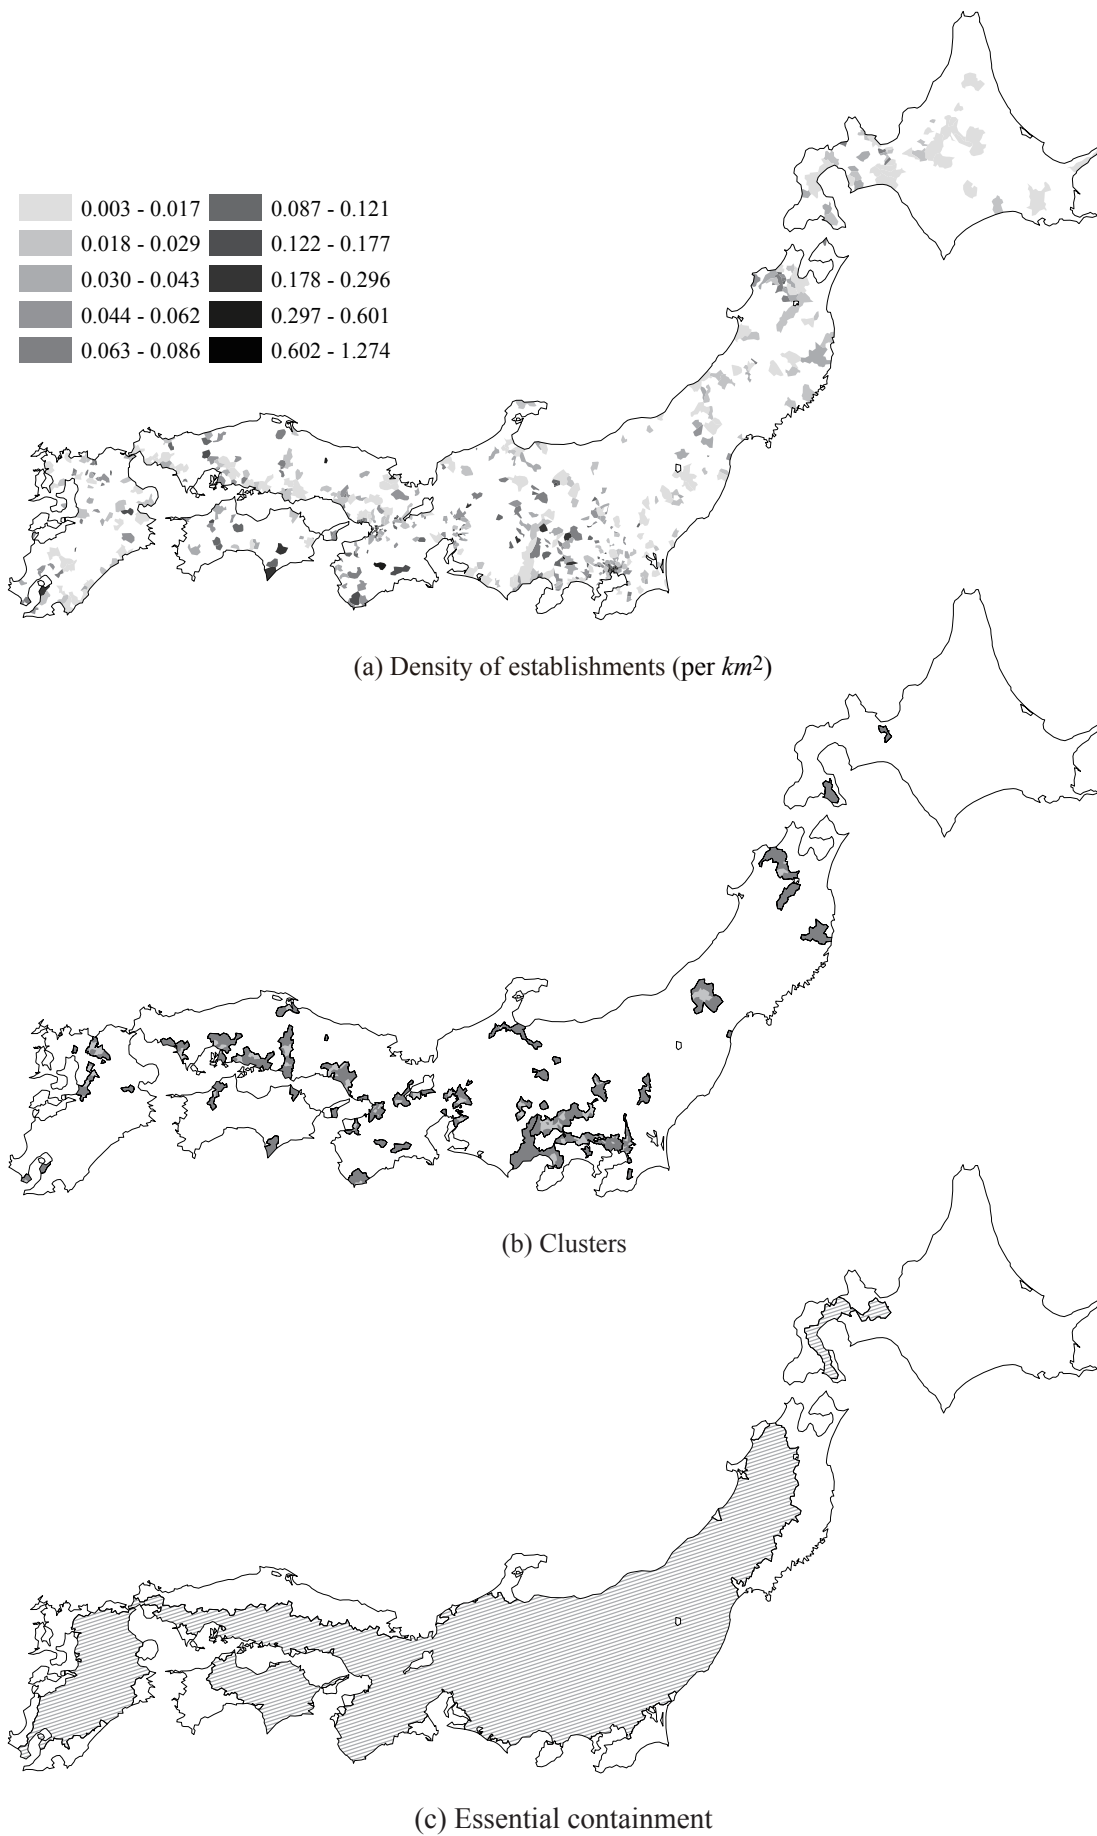 0.003 - 0.017 0.087 - 0.121
0.018 - 0.029 0.122 - 0.177
0.030 - 0.043 0.178 - 0.296
0.044 - 0.062 0.297 - 0.601
0.063 - 0.086 0.602 - 1.274
(a) Density of establishments (per km²)
(b) Clusters
(c) Essential containment